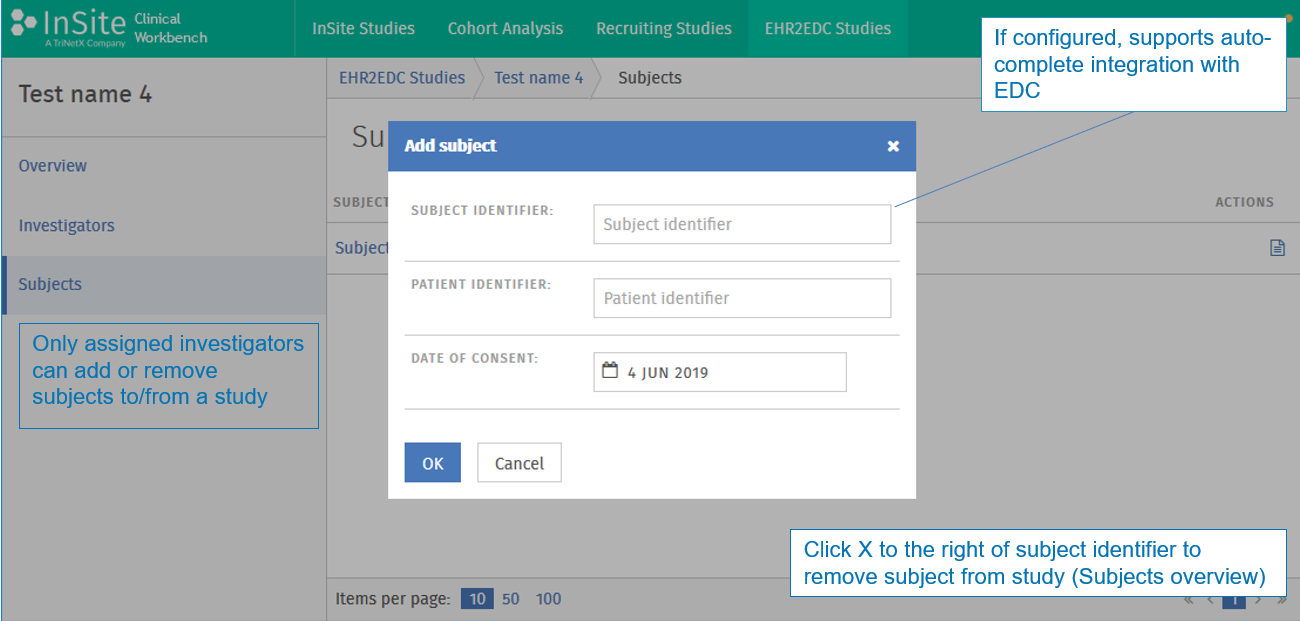 InSite Clinical Workbench
A TriNetX Company
InSite Studies
Cohort Analysis
Recruiting Studies
EHR2EDC Studies
If configured, supports auto-
complete integration with
EDC
Test name 4
EHR2EDC Studies
Test name 4
Subjects
Su
Add subject
Overview
Investigators
Subjects
SUBJECT
ACTIONS
Subject
SUBJECT IDENTIFIER:
Subject identifier
PATIENT IDENTIFIER:
Patient identifier
DATE OF CONSENT:
4 JUN 2019
OK
Cancel
Only assigned investigators
can add or remove
subjects to/from a study
Click X to the right of subject identifier to
remove subject from study (Subjects overview)
Items per page: 10 50 100
« ‹ 1 › »